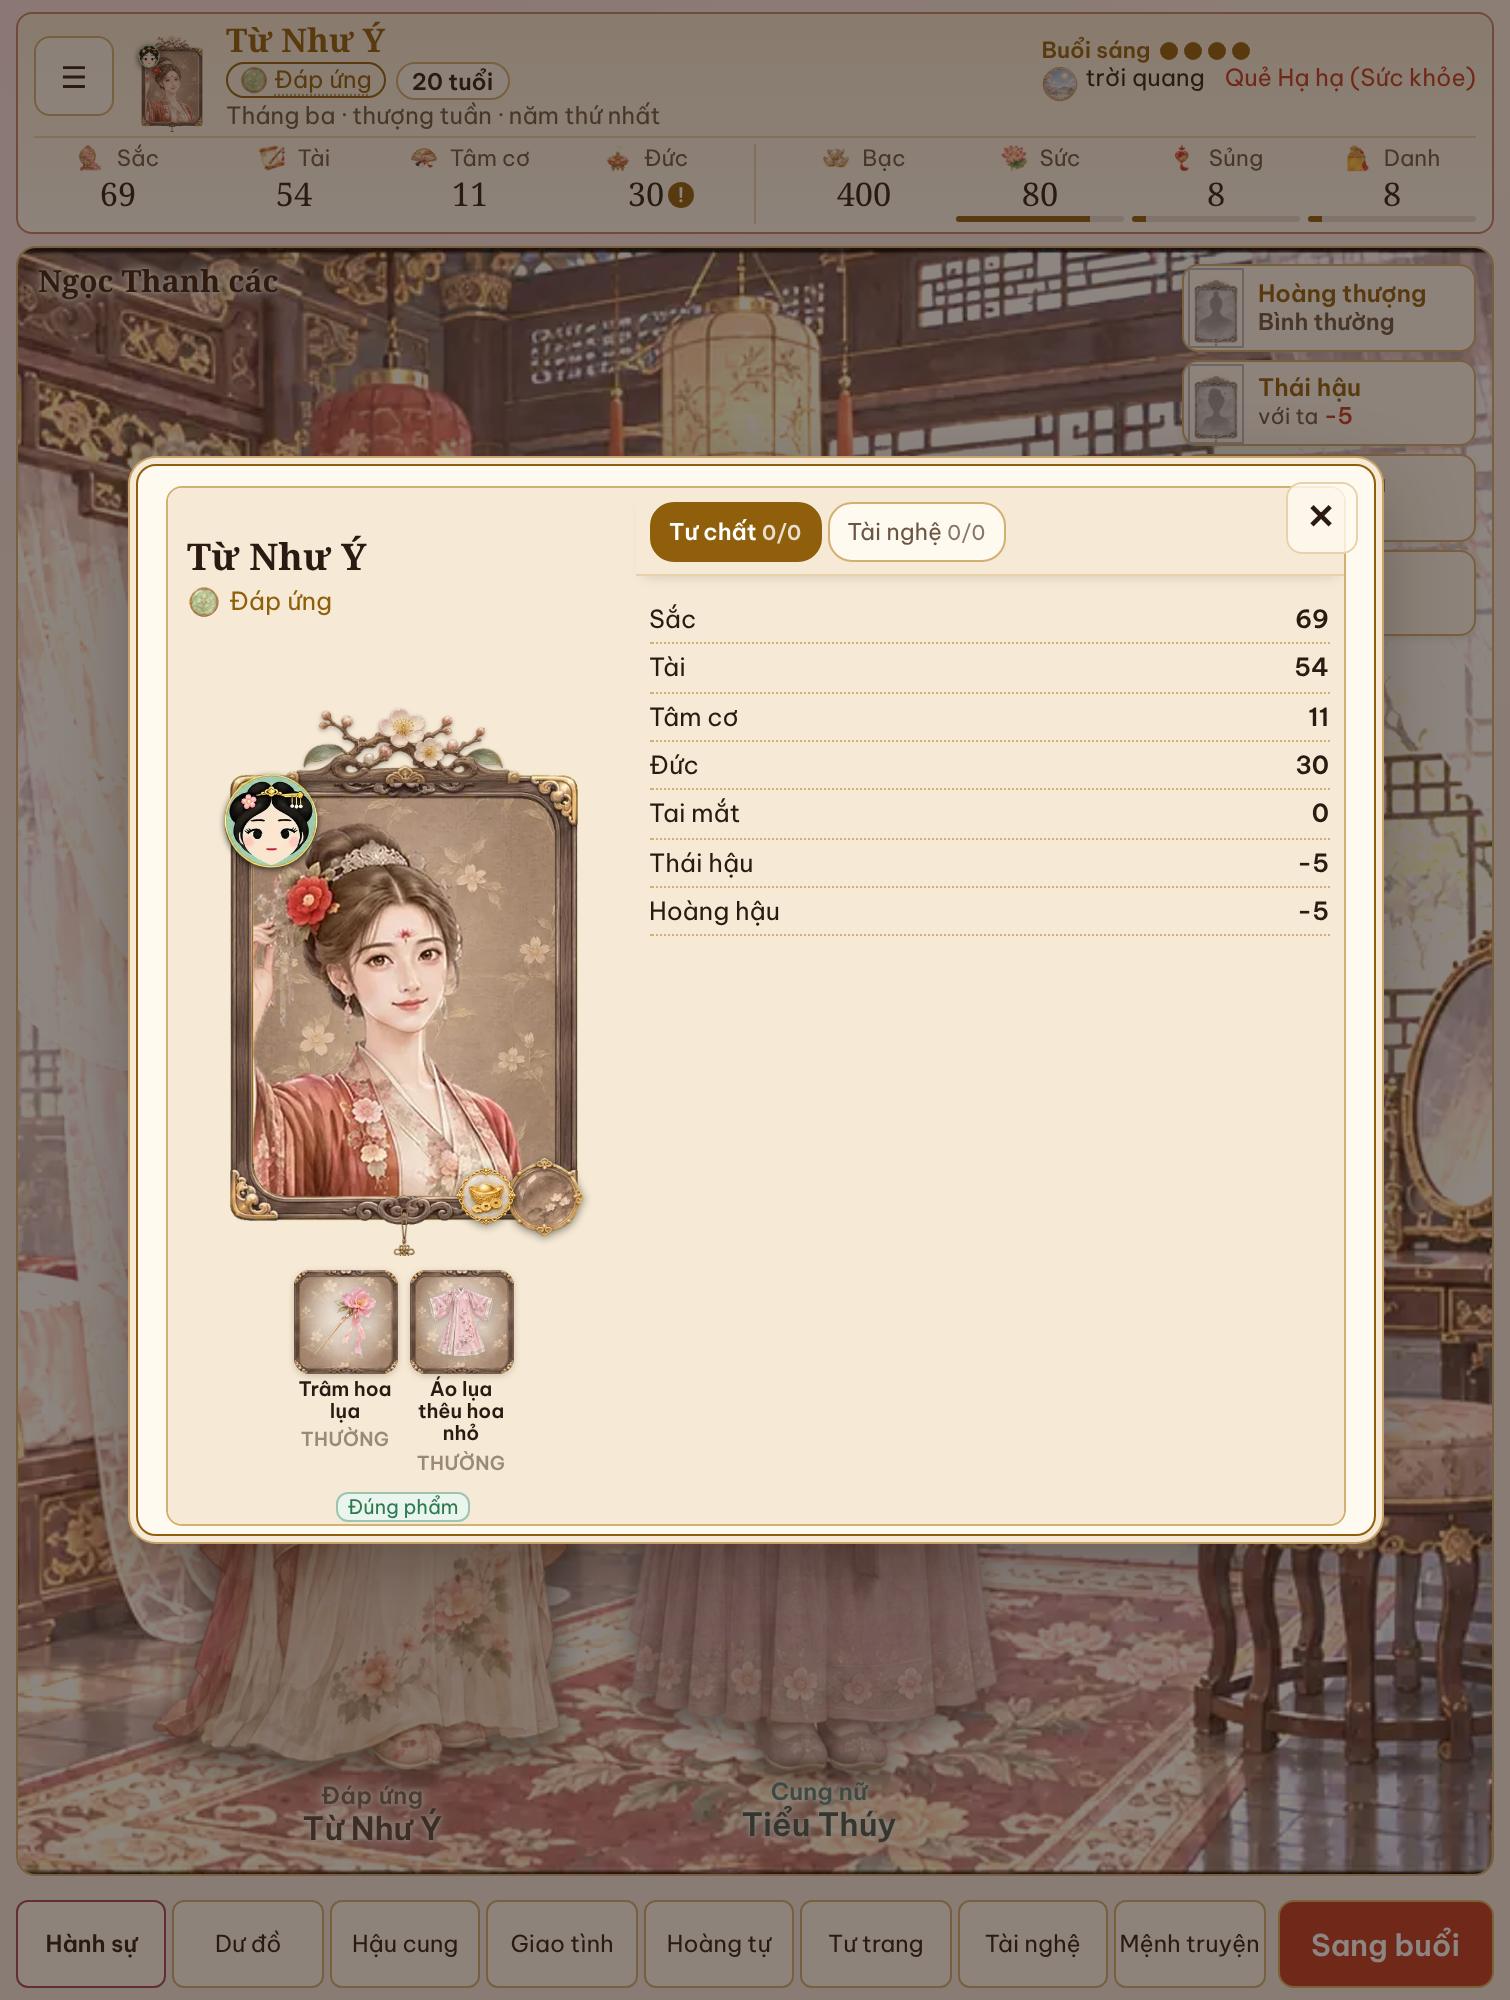 ☰
Từ Như Ý
Đáp ứng
20 tuổi
Tháng ba · thượng tuần · năm thứ nhất
Buổi sáng
trời quang
Quẻ Hạ hạ (Sức khỏe)
Sắc
69
Tài
54
Tâm cơ
11
Đức
30 !
Bạc
400
Sức
80
Sủng
8
Danh
8
Ngọc Thanh các
Hoàng thượng
Bình thường
Thái hậu
với ta -5
Từ Như Ý
Đáp ứng
Tư chất 0/0
Tài nghệ 0/0
✕
Sắc 69
Tài 54
Tâm cơ 11
Đức 30
Tai mắt 0
Thái hậu -5
Hoàng hậu -5
Trâm hoa
lụa
THƯỜNG
Áo lụa
thêu hoa
nhỏ
THƯỜNG
Đúng phẩm
Đáp ứng
Từ Như Ý
Cung nữ
Tiểu Thúy
Hành sự
Dư đồ
Hậu cung
Giao tình
Hoàng tự
Tư trang
Tài nghệ
Mệnh truyện
Sang buổi